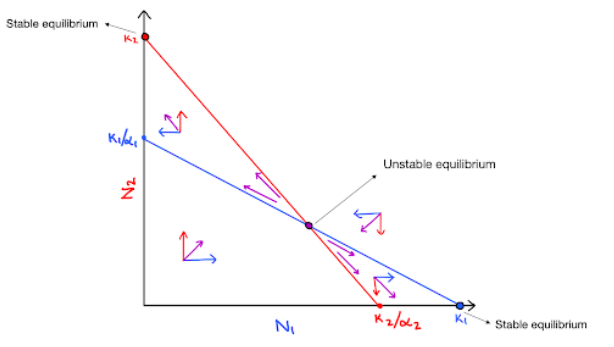 Stable equilibrium
K2
K1/α1
N2
Unstable equilibrium
K2/α2
K1
N1
Stable equilibrium